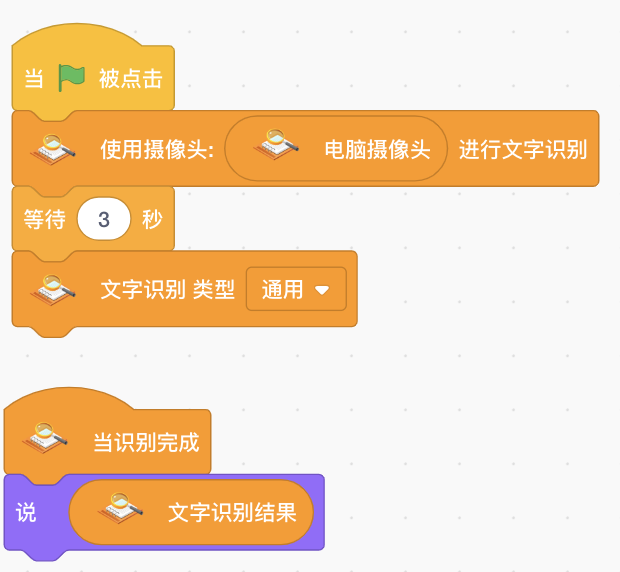 当 被点击
使用摄像头: 电脑摄像头 进行文字识别
等待 3 秒
文字识别 类型 通用
当识别完成
说 文字识别结果